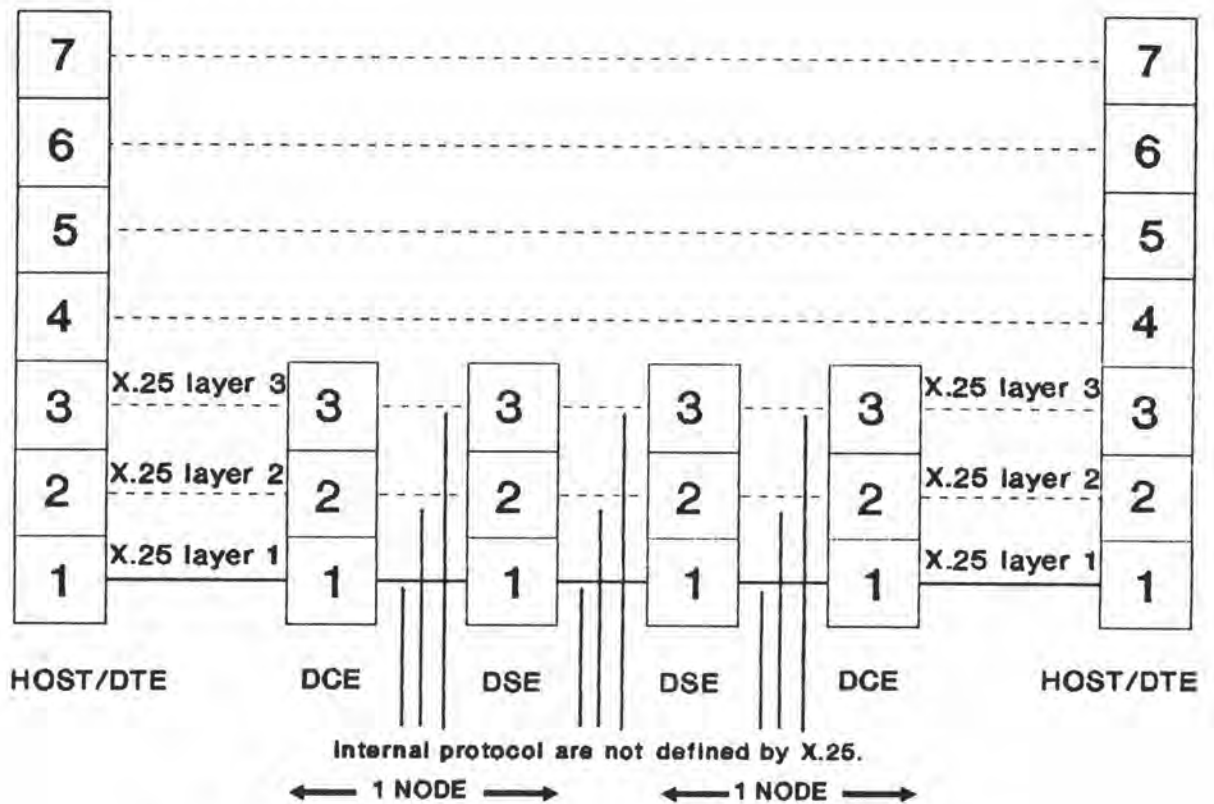 7 7
6 6
5 5
4 4
3 X.25 layer 3 3 3 3 3 X.25 layer 3 3
2 X.25 layer 2 2 2 2 2 X.25 layer 2 2
1 X.25 layer 1 1 1 1 1 X.25 layer 1 1
HOST/DTE DCE DSE DSE DCE HOST/DTE
Internal protocol are not defined by X.25.
1 NODE 1 NODE